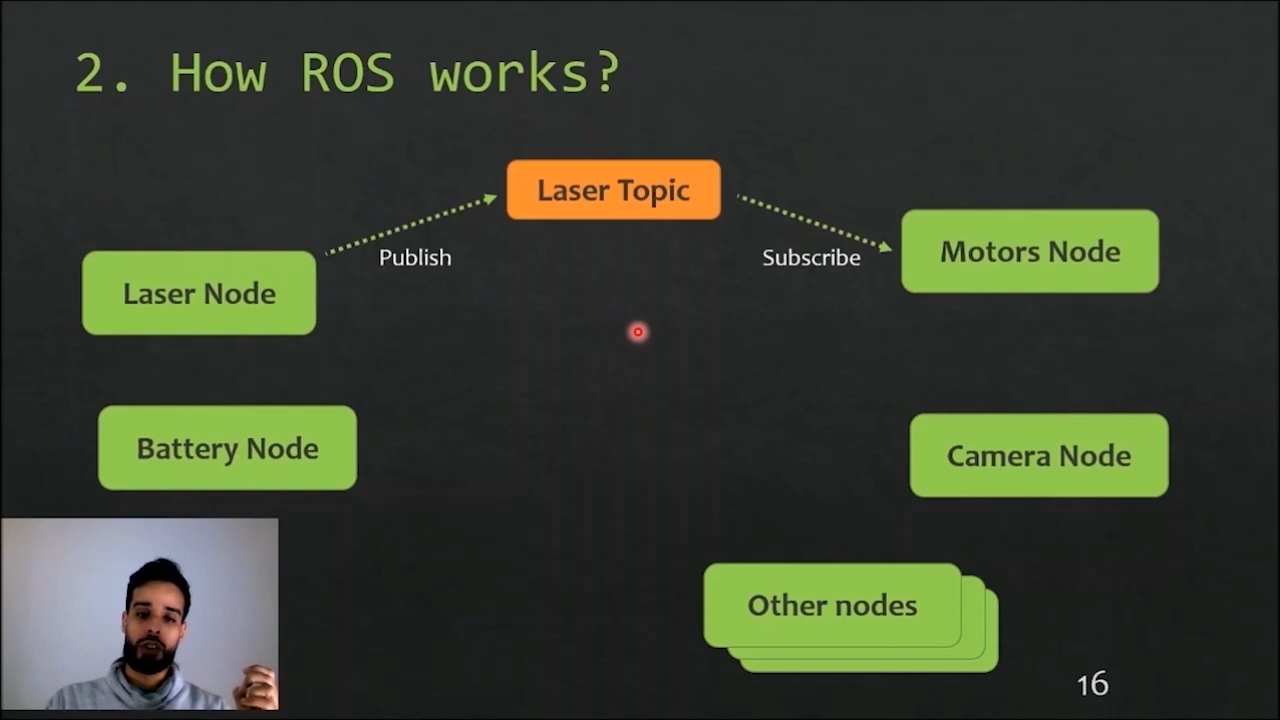 2. How ROS works?
Laser Topic
Publish
Subscribe
Motors Node
Laser Node
Battery Node
Camera Node
Other nodes
16